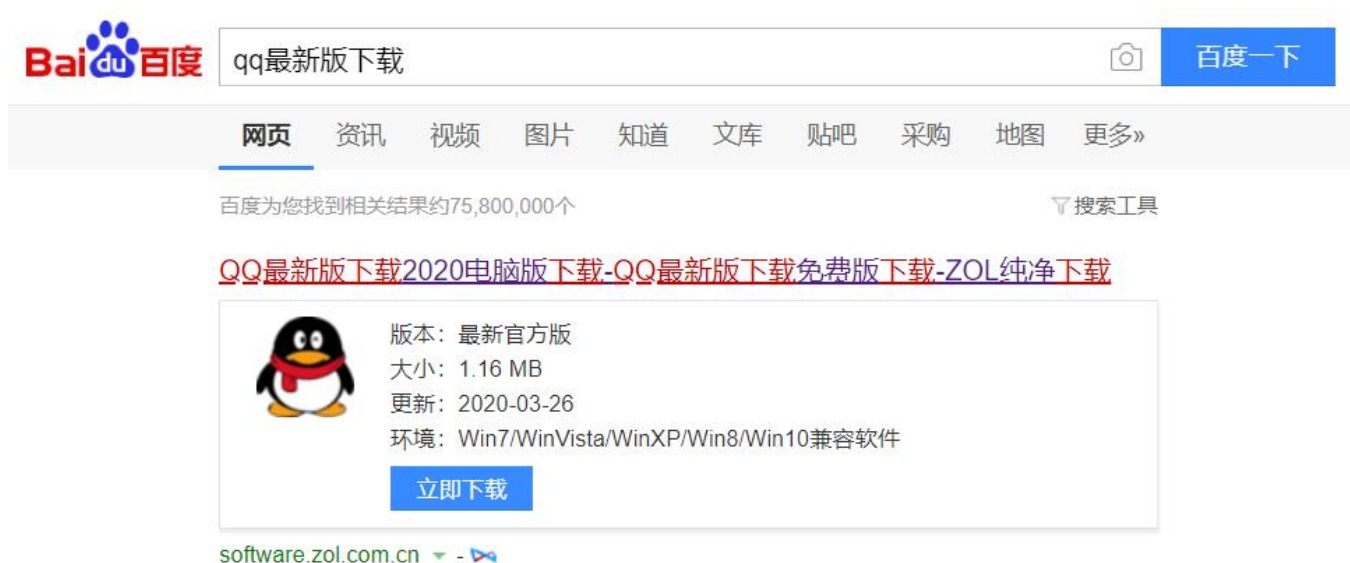 Bai du 百度 qq最新版下载 百度一下
网页 资讯 视频 图片 知道 文库 贴吧 采购 地图 更多»
百度为您找到相关结果约75,800,000个 搜索工具
QQ最新版下载2020电脑版下载-QQ最新版下载免费版下载-ZOL纯净下载
版本：最新官方版
大小：1.16 MB
更新：2020-03-26
环境：Win7/WinVista/WinXP/Win8/Win10兼容软件
立即下载
software.zol.com.cn -